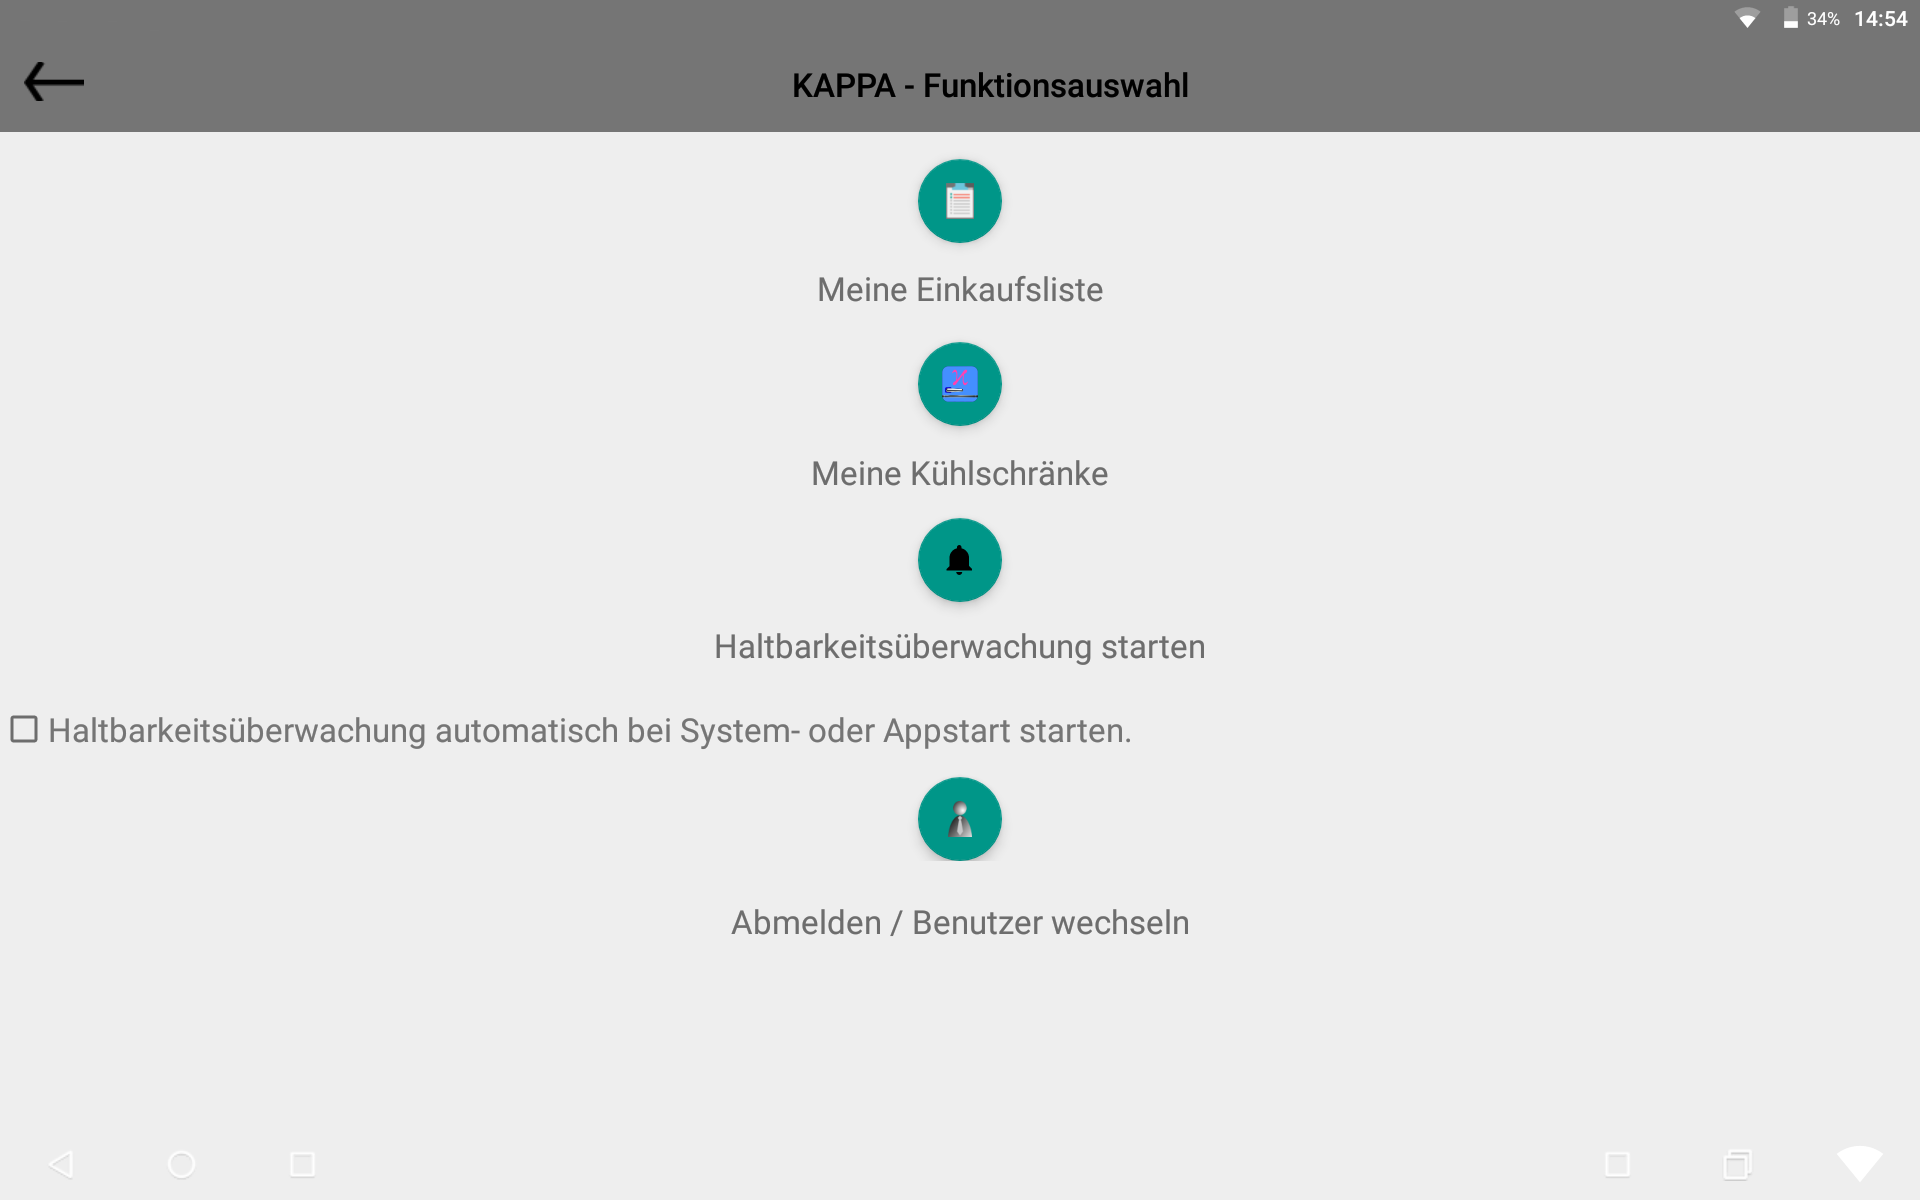 34% 14:54
KAPPA - Funktionsauswahl
Meine Einkaufsliste
Meine Kühlschränke
Haltbarkeitsüberwachung starten
Haltbarkeitsüberwachung automatisch bei System- oder Appstart starten.
Abmelden / Benutzer wechseln